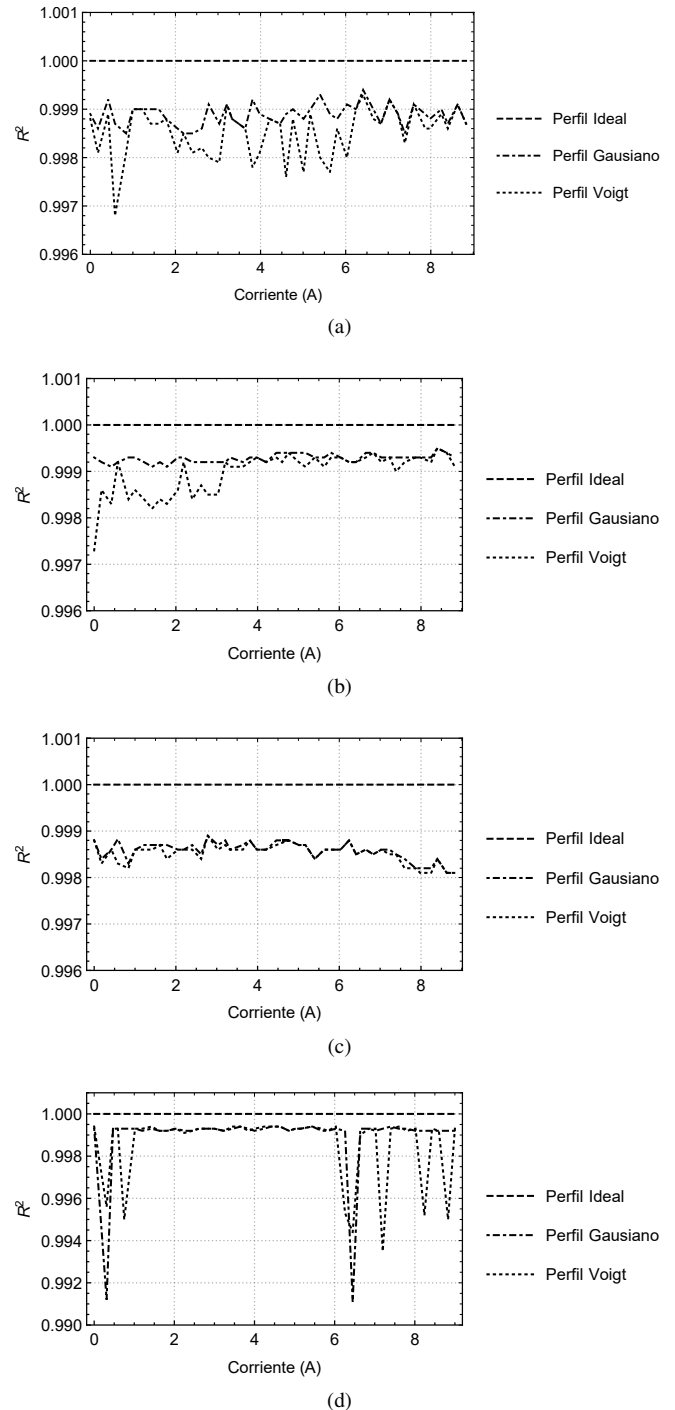 1.001
1.000
0.999
0.998
0.997
0.996
R²
0 2 4 6 8
Corriente (A)
Perfil Ideal
Perfil Gausiano
Perfil Voigt
(a)
1.001
1.000
0.999
0.998
0.997
0.996
R²
0 2 4 6 8
Corriente (A)
Perfil Ideal
Perfil Gausiano
Perfil Voigt
(b)
1.001
1.000
0.999
0.998
0.997
0.996
R²
0 2 4 6 8
Corriente (A)
Perfil Ideal
Perfil Gausiano
Perfil Voigt
(c)
1.000
0.998
0.996
0.994
0.992
0.990
R²
0 2 4 6 8
Corriente (A)
Perfil Ideal
Perfil Gausiano
Perfil Voigt
(d)